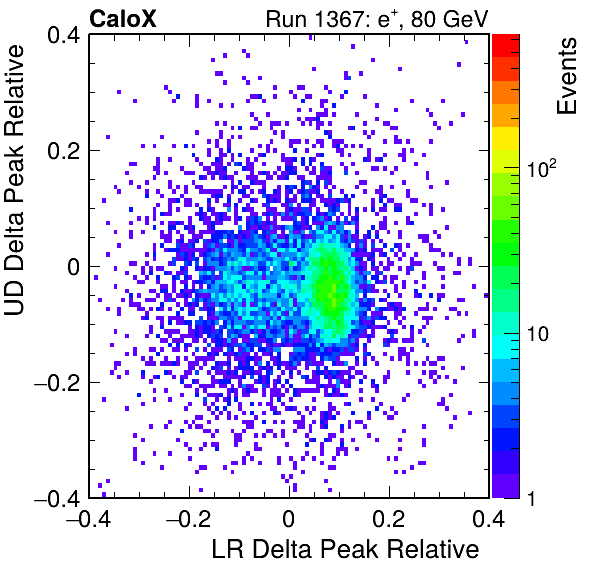 CaloX Run 1367: e⁺, 80 GeV
Events
UD Delta Peak Relative
0.4
0.2
0
−0.2
−0.4
10²
10
1
−0.4 −0.2 0 0.2 0.4
LR Delta Peak Relative